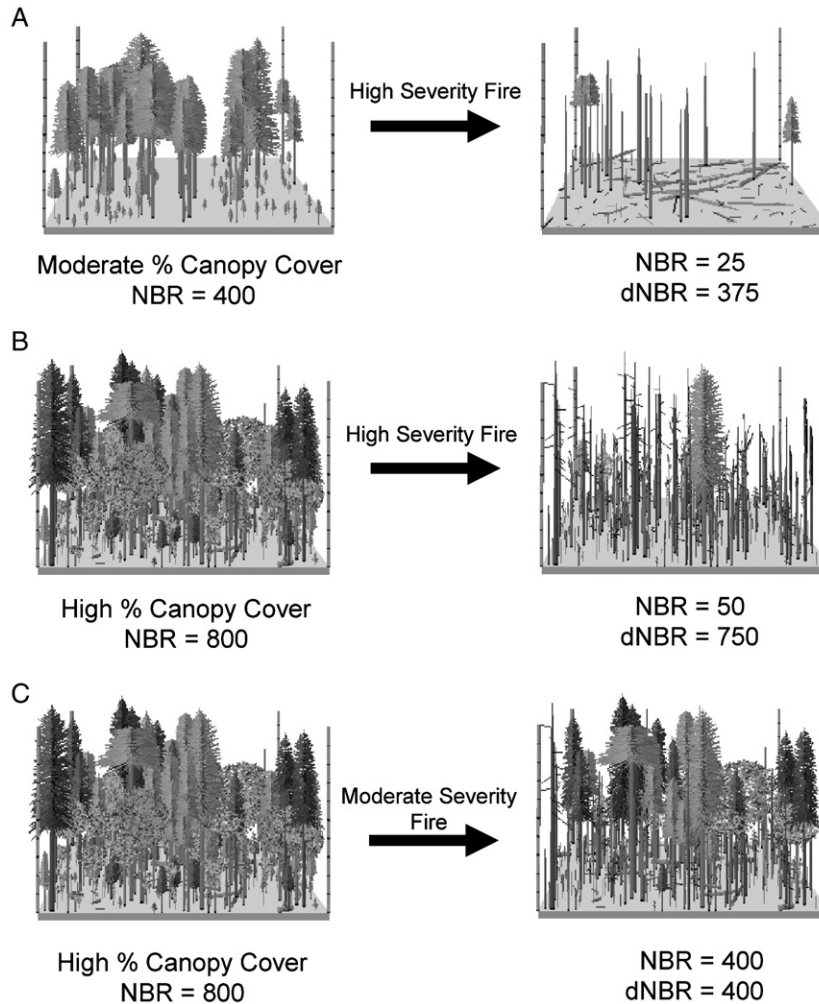 A
High Severity Fire
Moderate % Canopy Cover
NBR = 400
NBR = 25
dNBR = 375
B
High Severity Fire
High % Canopy Cover
NBR = 800
NBR = 50
dNBR = 750
C
Moderate Severity
Fire
High % Canopy Cover
NBR = 800
NBR = 400
dNBR = 400